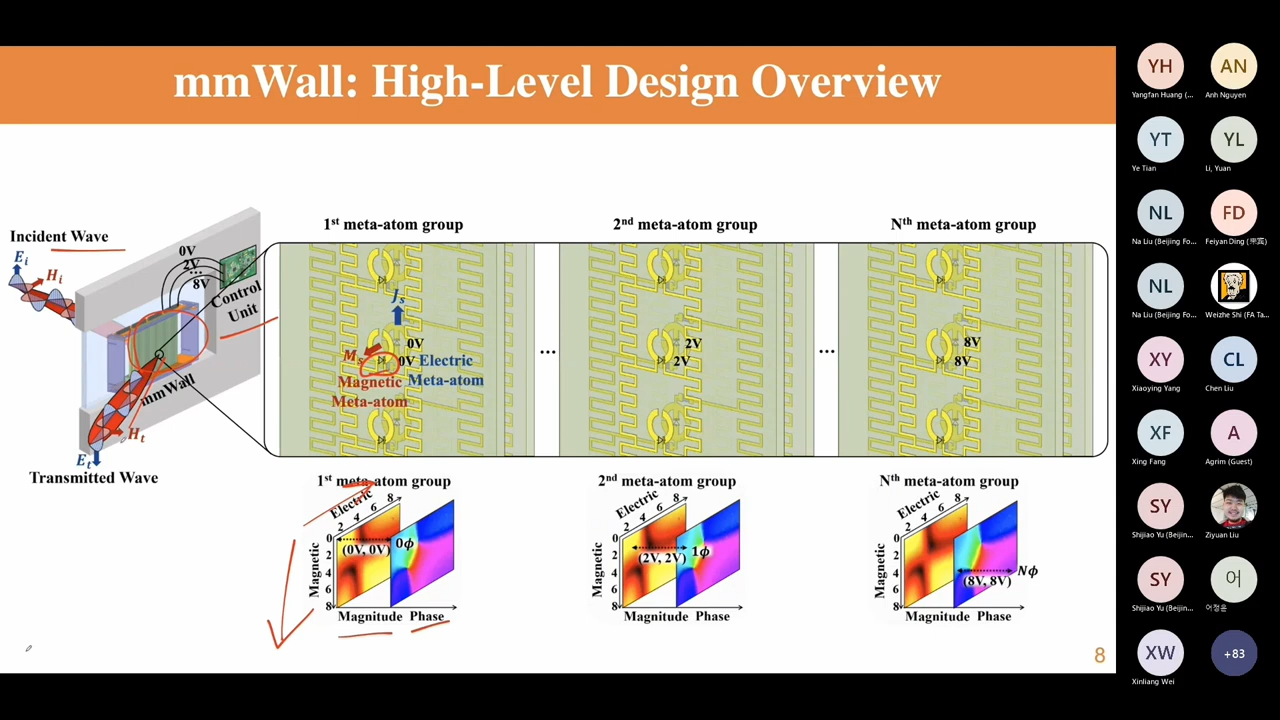 mmWall: High-Level Design Overview
Incident Wave
Ei
Hi
0V
2V
...
8V
Control
Unit
mmWall
Ht
Et
Transmitted Wave
1st meta-atom group
2nd meta-atom group
Nth meta-atom group
Js
0V
Ms
0V Electric
Magnetic Meta-atom
Meta-atom
...
2V
2V
...
8V
8V
1st meta-atom group
Electric
2 4 6 8
Magnetic
0
2
4
6
8
(0V, 0V)
0ϕ
Magnitude Phase
2nd meta-atom group
Electric
2 4 6 8
Magnetic
0
2
4
6
8
(2V, 2V)
1ϕ
Magnitude Phase
Nth meta-atom group
Electric
2 4 6 8
Magnetic
0
2
4
6
8
(8V, 8V)
Nϕ
Magnitude Phase
8
YH
Yangfan Huang (...
AN
Anh Nguyen
YT
Ye Tian
YL
Li, Yuan
NL
Na Liu (Beijing Fo...
FD
Feiyan Ding (
NL
Na Liu (Beijing Fo...
Weizhe Shi (FA Ta...
XY
Xiaoying Yang
CL
Chen Liu
XF
Xing Fang
A
Agrim (Guest)
SY
Shijiao Yu (Beijin...
Ziyuan Liu
SY
Shijiao Yu (Beijin...
어
어정윤
XW
Xinliang Wei
+83